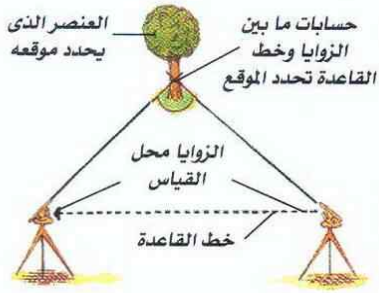 حسابات ما بين
الزوايا وخط
القاعدة تحدد الموقع
العنصر الذى
يحدد موقعه
الزوايا محل
القياس
خط القاعدة